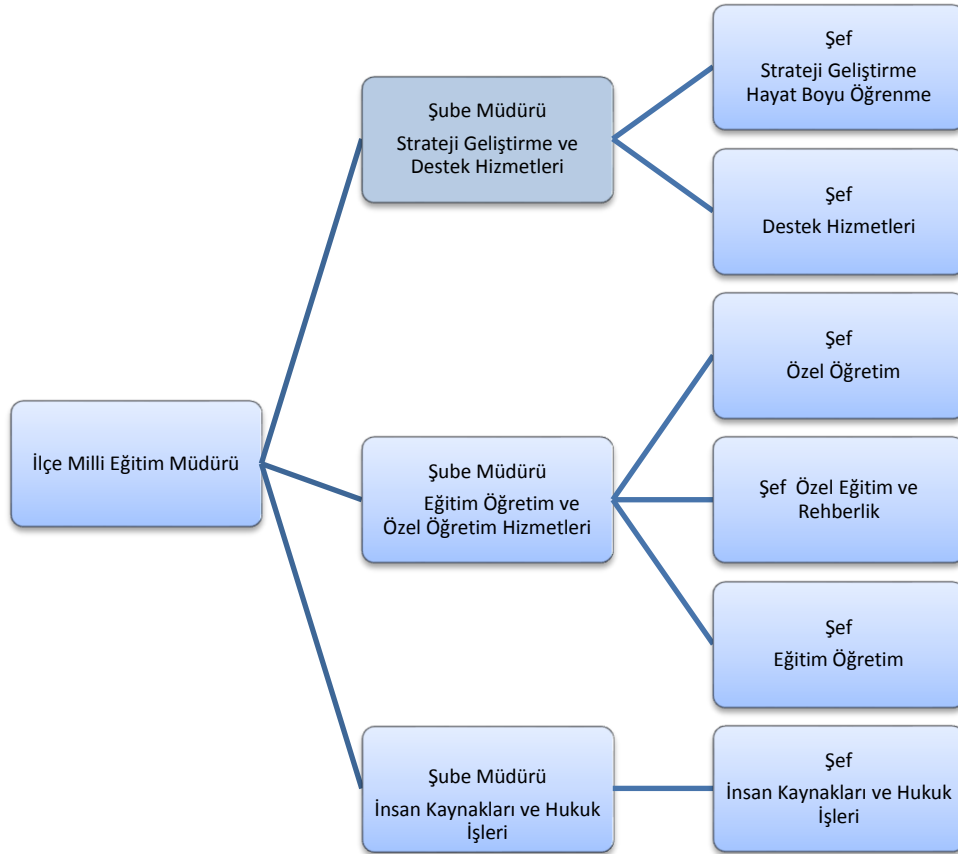 İlçe Milli Eğitim Müdürü
Şube Müdürü
Strateji Geliştirme ve
Destek Hizmetleri
Şef
Strateji Geliştirme
Hayat Boyu Öğrenme
Şef
Destek Hizmetleri
Şube Müdürü
Eğitim Öğretim ve
Özel Öğretim Hizmetleri
Şef
Özel Öğretim
Şef Özel Eğitim ve
Rehberlik
Şef
Eğitim Öğretim
Şube Müdürü
İnsan Kaynakları ve Hukuk
İşleri
Şef
İnsan Kaynakları ve Hukuk
İşleri